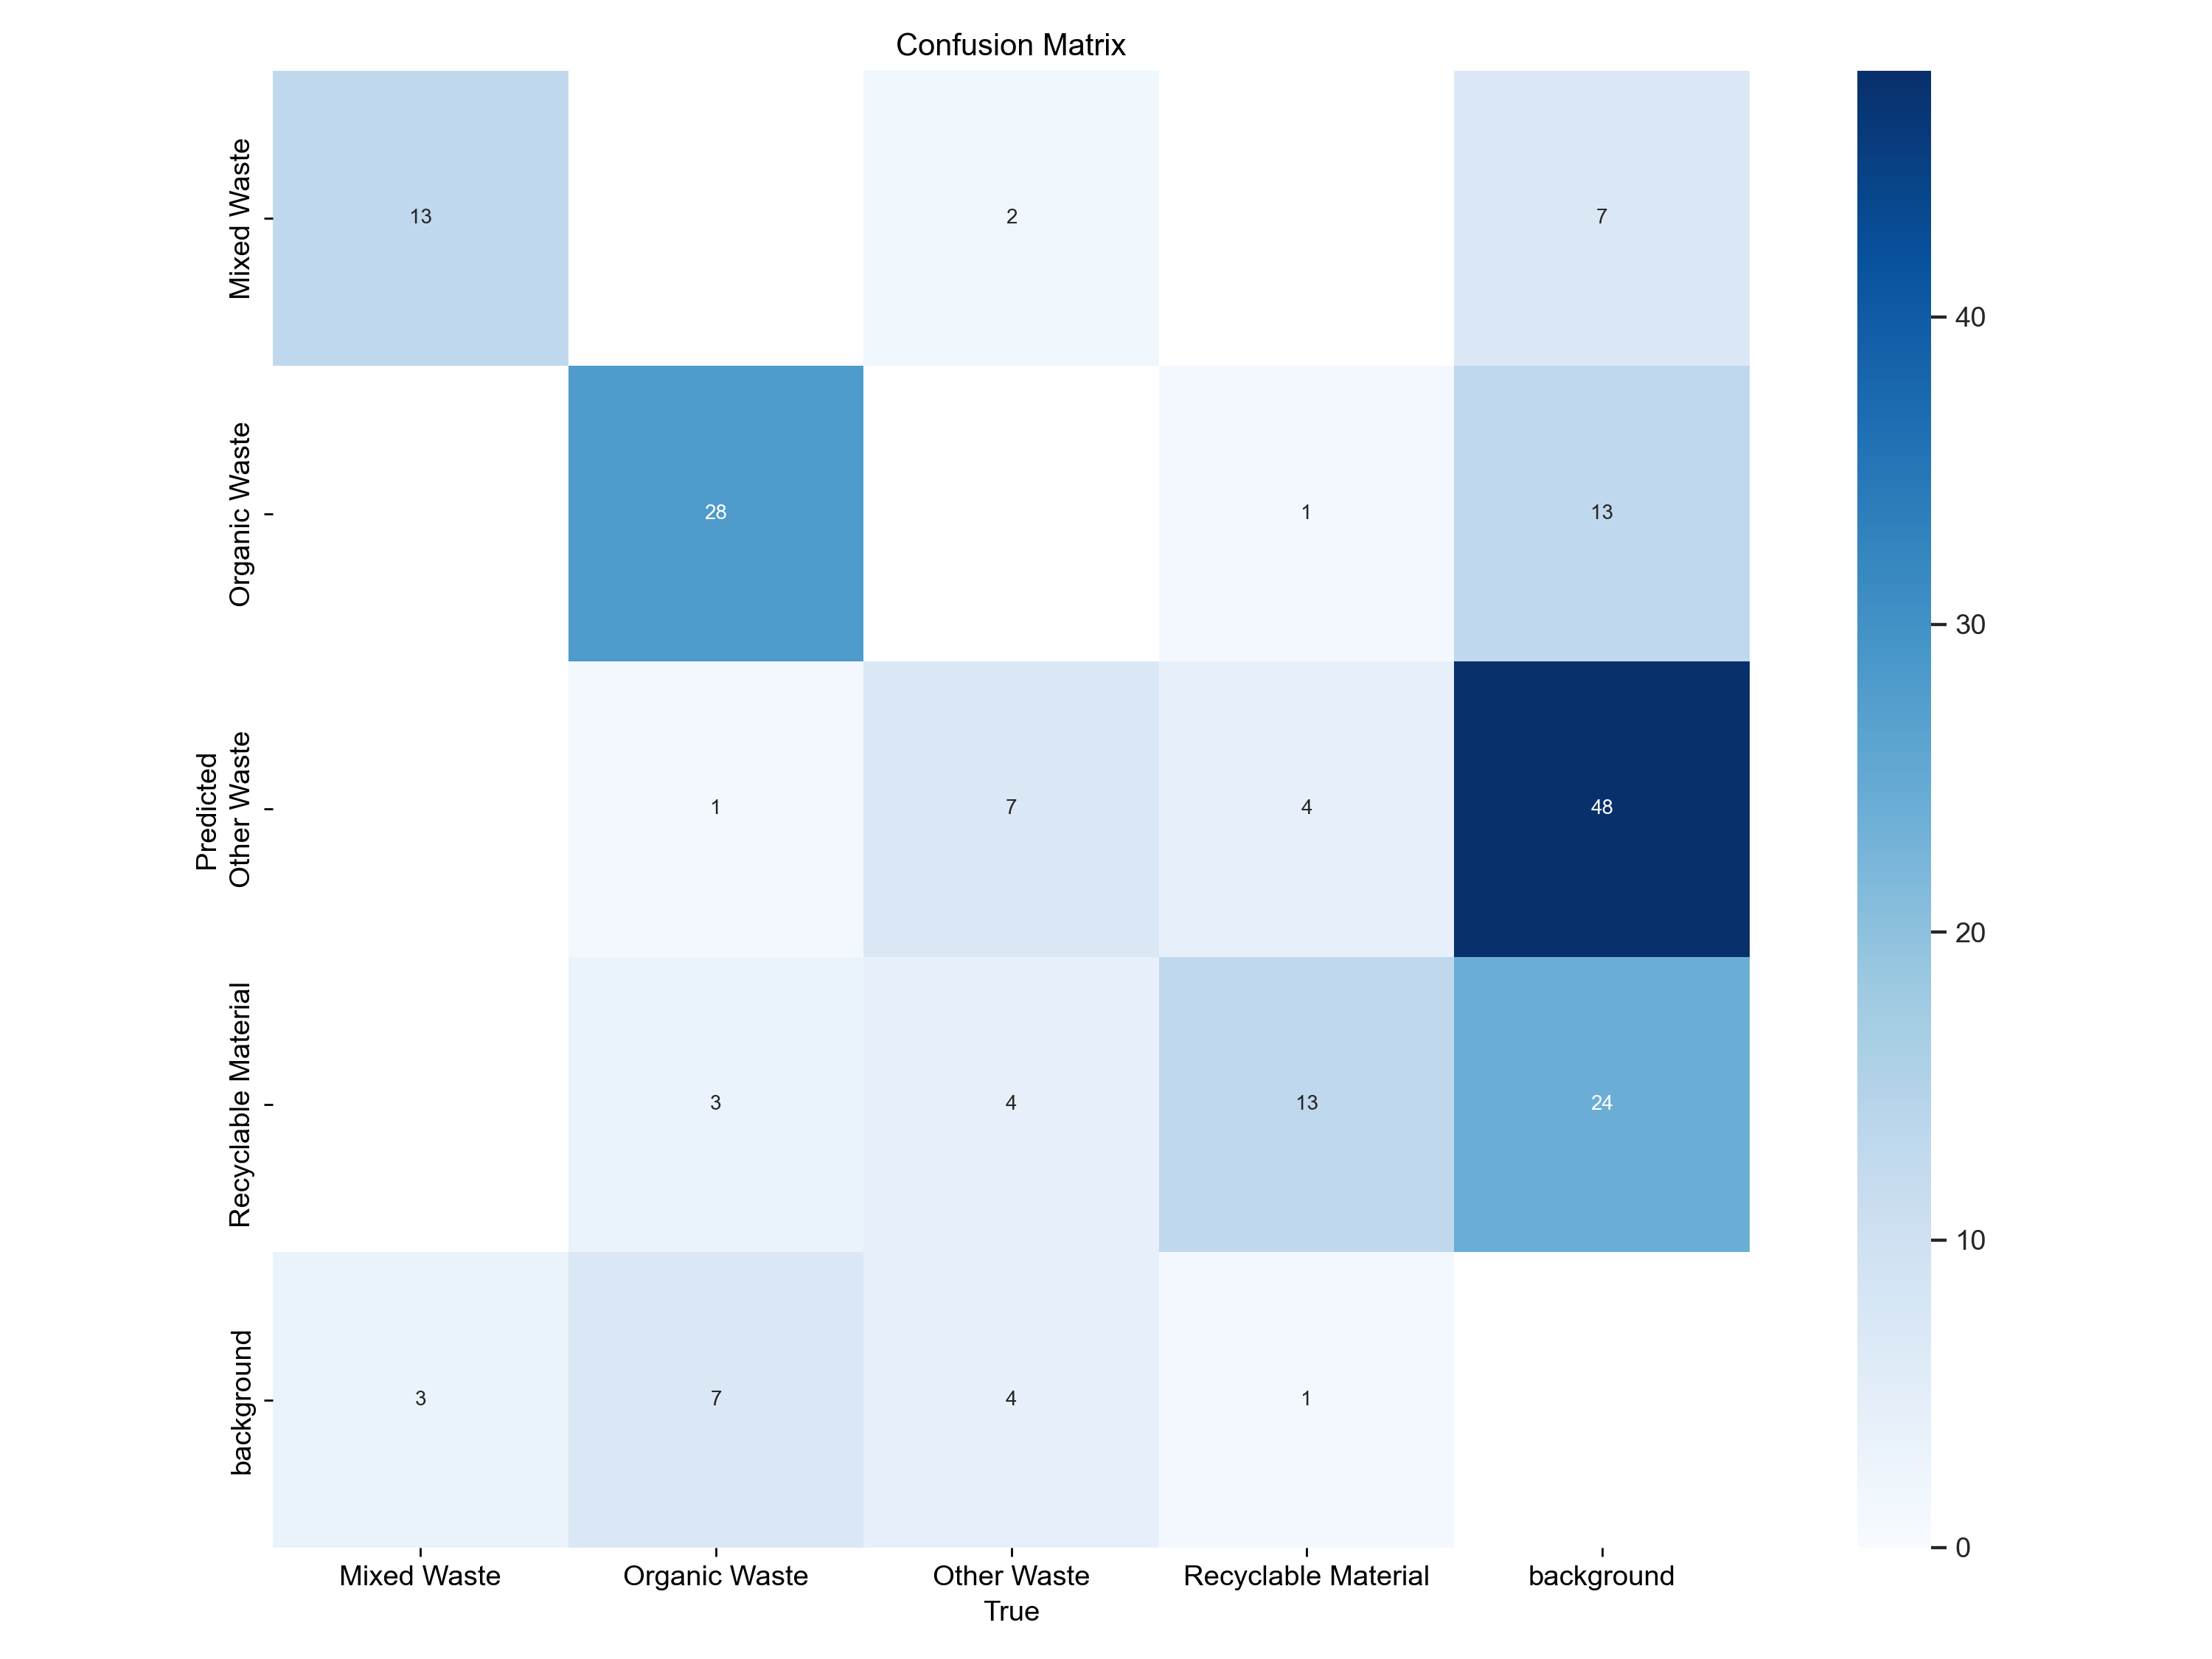 Confusion Matrix
Mixed Waste
13
2
7
40
Organic Waste
28
1
13
30
Predicted
Other Waste
1
7
4
48
20
Recyclable Material
3
4
13
24
10
background
3
7
4
1
0
Mixed Waste
Organic Waste
Other Waste
Recyclable Material
background
True